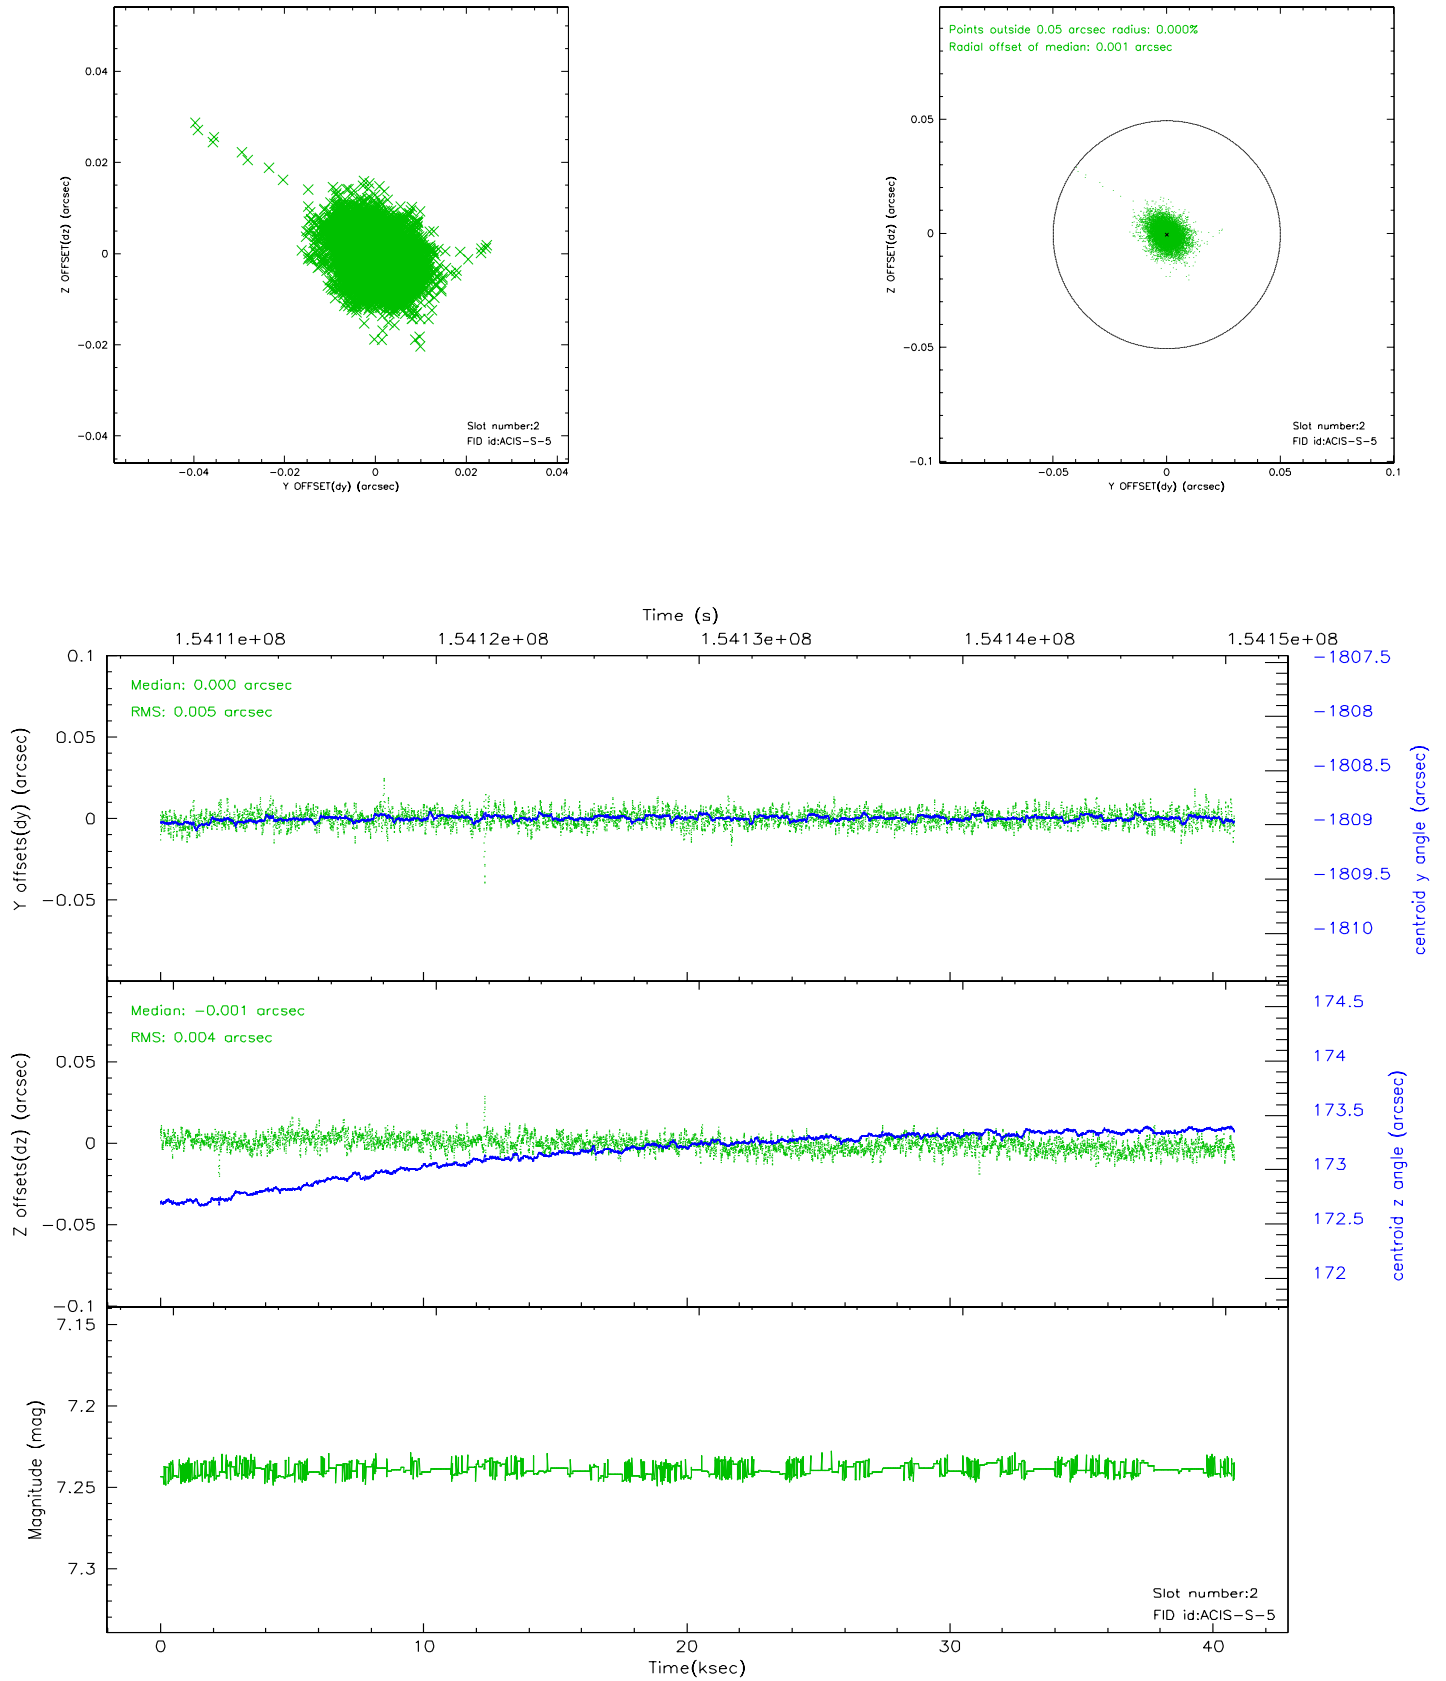 0.04
0.02
0
−0.02
−0.04
Z OFFSET(dz) (arcsec)
Slot number:2
FID id:ACIS−S−5
−0.04
−0.02
0
0.02
0.04
Y OFFSET(dy) (arcsec)
Points outside 0.05 arcsec radius: 0.000%
Radial offset of median: 0.001 arcsec
0.05
0
−0.05
−0.1
Z OFFSET(dz) (arcsec)
Slot number:2
FID id:ACIS−S−5
−0.05
0
0.05
0.1
Y OFFSET(dy) (arcsec)
Time (s)
1.5411e+08
1.5412e+08
1.5413e+08
1.5414e+08
1.5415e+08
0.1
0.05
0
−0.05
Y offsets(dy) (arcsec)
Median: 0.000 arcsec
RMS: 0.005 arcsec
−1807.5
−1808
−1808.5
−1809
−1809.5
−1810
centroid y angle (arcsec)
0.05
0
−0.05
−0.1
Z offsets(dz) (arcsec)
Median: −0.001 arcsec
RMS: 0.004 arcsec
174.5
174
173.5
173
172.5
172
centroid z angle (arcsec)
7.15
7.2
7.25
7.3
Magnitude (mag)
Slot number:2
FID id:ACIS−S−5
0
10
20
30
40
Time(ksec)